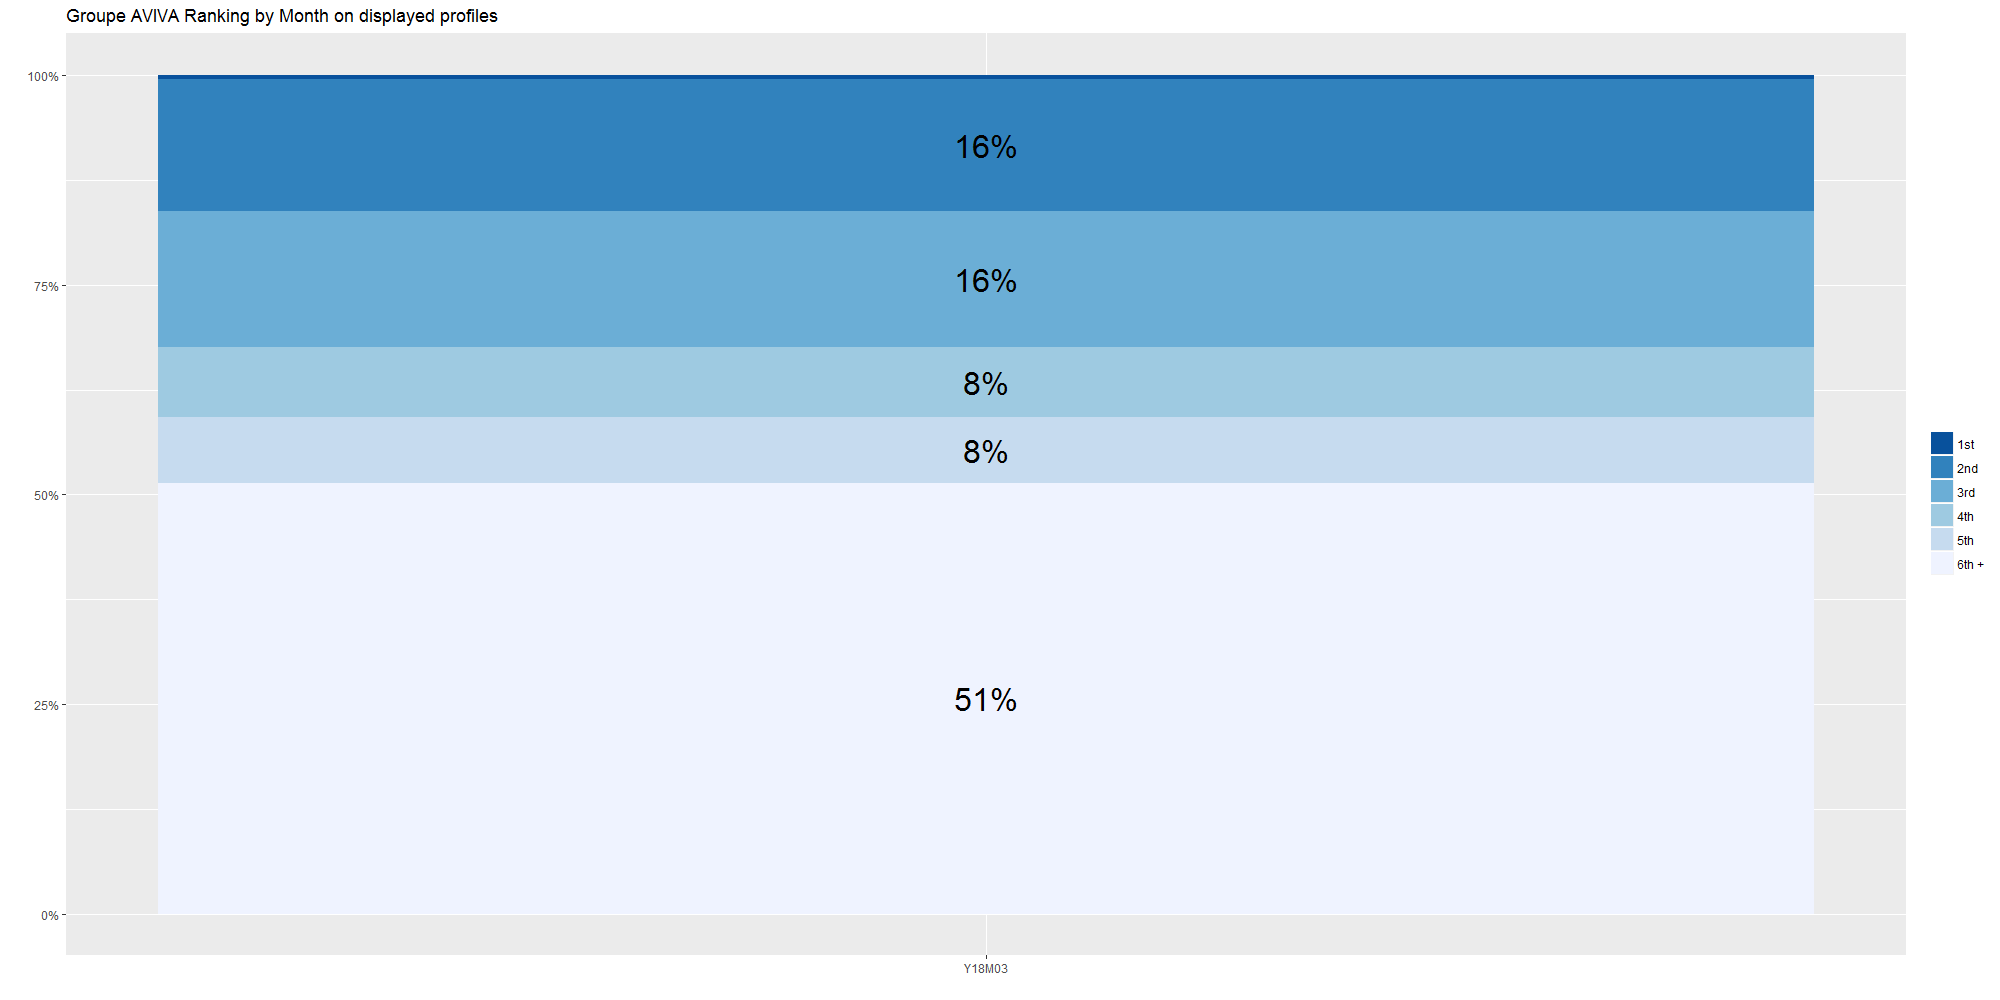 Groupe AVIVA Ranking by Month on displayed profiles
100%
75%
50%
25%
0%
16%
16%
8%
8%
51%
Y18M03
1st
2nd
3rd
4th
5th
6th +